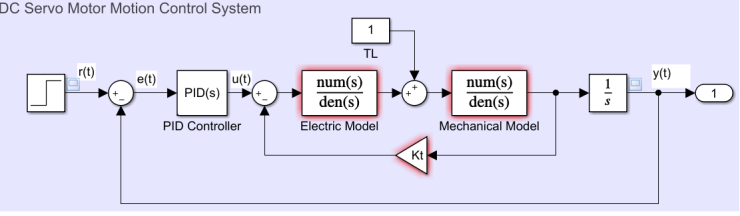 DC Servo Motor Motion Control System
1
TL
r(t)
e(t)
u(t)
y(t)
+
−
PID(s)
+
−
num(s)
den(s)
+
+
num(s)
den(s)
1
s
1
PID Controller
Electric Model
Mechanical Model
Kt